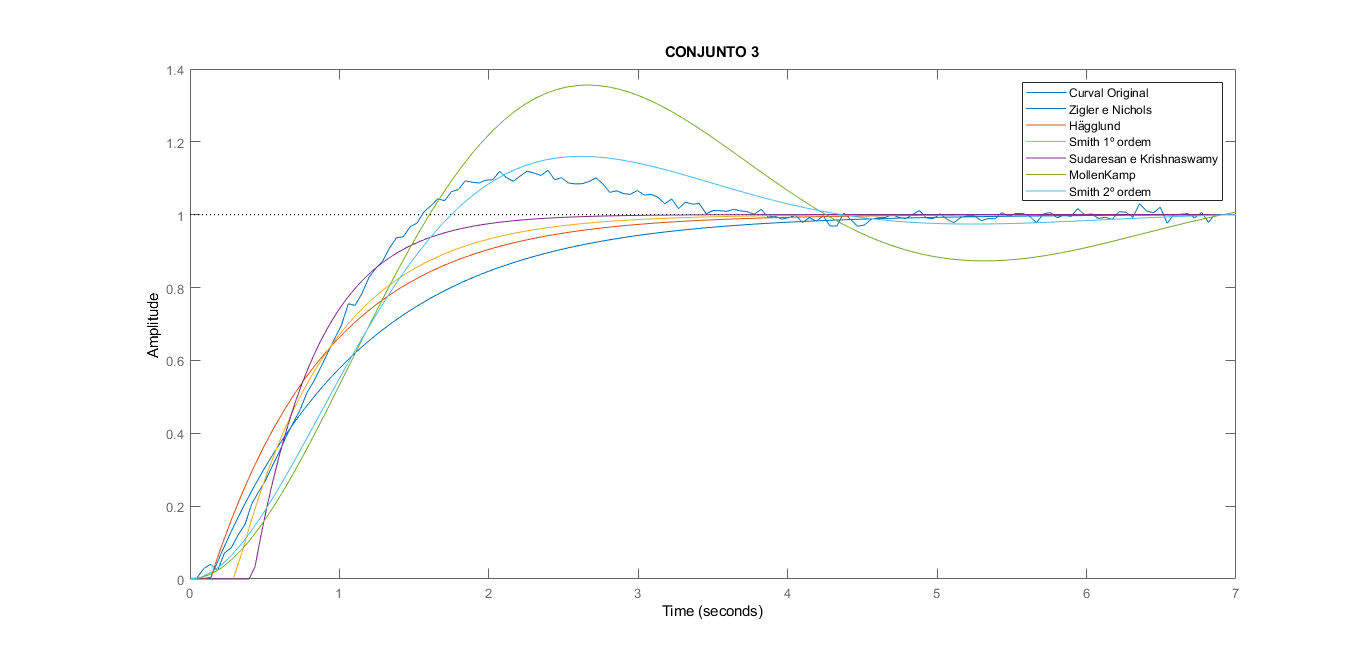 CONJUNTO 3
1.4
1.2
1
0.8
0.6
0.4
0.2
0
Amplitude
Curval Original
Zigler e Nichols
Hägglund
Smith 1º ordem
Sudaresan e Krishnaswamy
MollenKamp
Smith 2º ordem
0 1 2 3 4 5 6 7
Time (seconds)